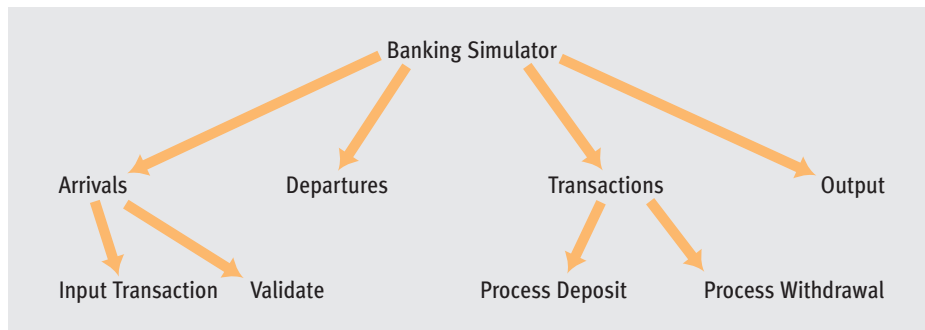 Banking Simulator
Arrivals Departures Transactions Output
Input Transaction Validate Process Deposit Process Withdrawal